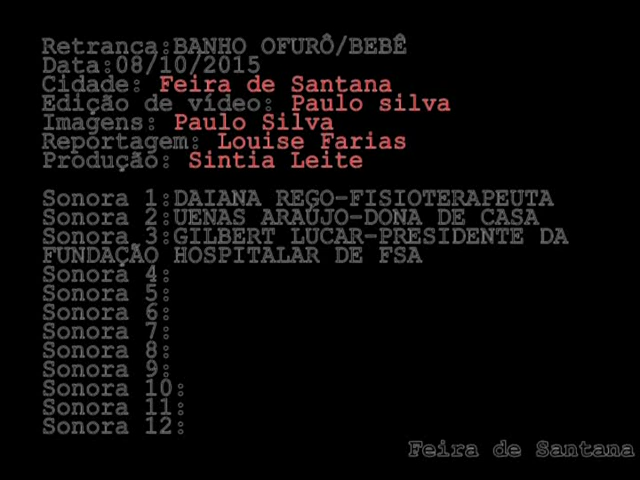 Retranca:BANHO OFURÔ/BEBÊ
Data:08/10/2015
Cidade: Feira de Santana
Edição de vídeo: Paulo silva
Imagens: Paulo Silva
Reportagem: Louise Farias
Produção: Sintia Leite
Sonora 1:DAIANA REGO-FISIOTERAPEUTA
Sonora 2:UENAS ARAÚJO-DONA DE CASA
Sonora 3:GILBERT LUCAR-PRESIDENTE DA
FUNDAÇÃO HOSPITALAR DE FSA
Sonora 4:
Sonora 5:
Sonora 6:
Sonora 7:
Sonora 8:
Sonora 9:
Sonora 10:
Sonora 11:
Sonora 12:
Feira de Santana